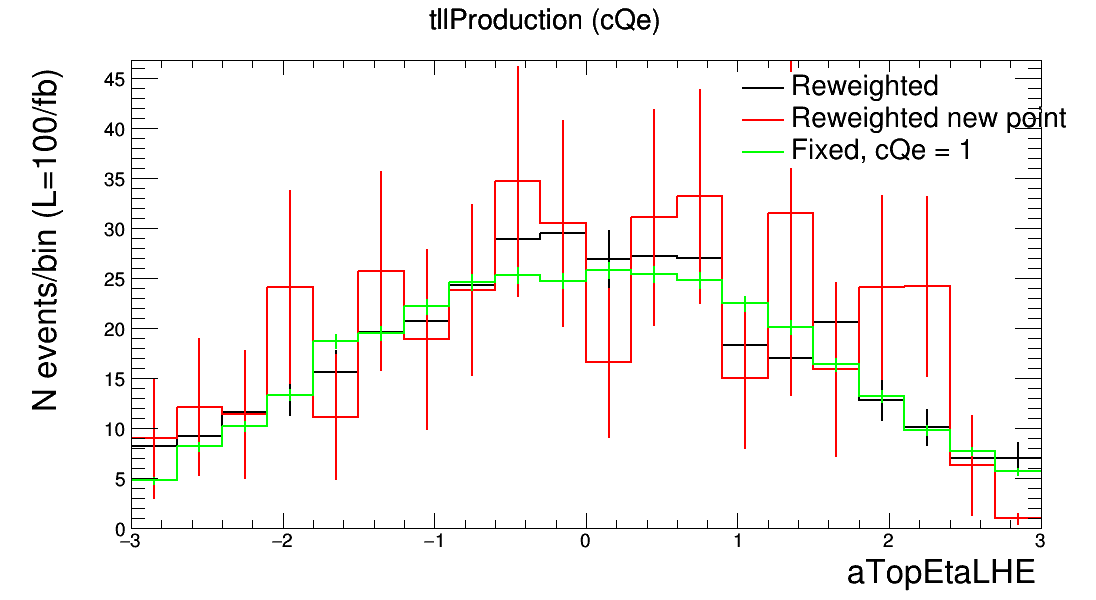 tllProduction (cQe)
N events/bin (L=100/fb)
45
40
35
30
25
20
15
10
5
0
Reweighted
Reweighted new point
Fixed, cQe = 1
−3 −2 −1 0 1 2 3
aTopEtaLHE